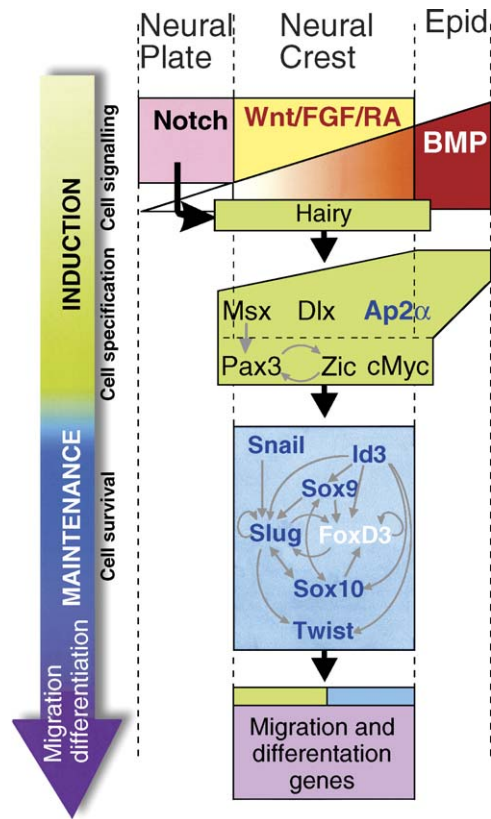 Neural
Plate
Neural
Crest
Epid
INDUCTION
MAINTENANCE
Migration
differentiation
Cell signalling
Cell specification
Cell survival
Notch
Wnt/FGF/RA
BMP
Hairy
Msx Dlx Ap2α
Pax3 Zic cMyc
Snail
Id3
Sox9
Slug FoxD3
Sox10
Twist
Migration and
differentation
genes